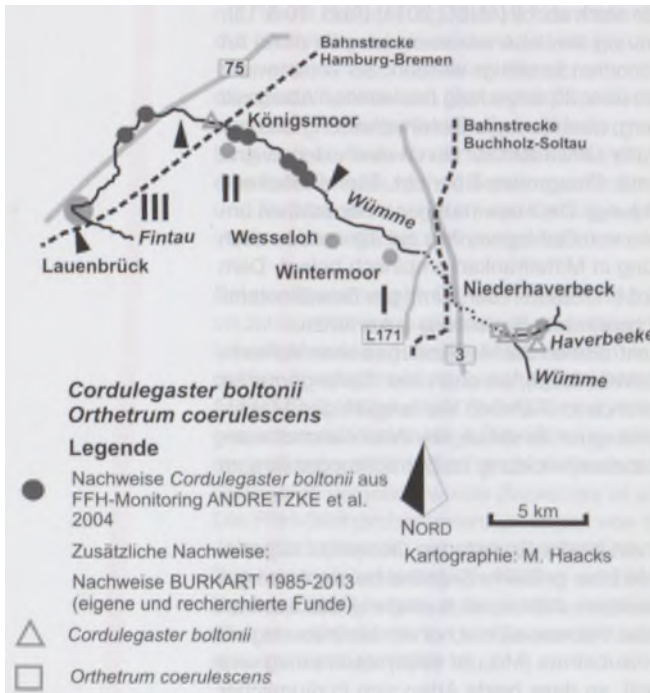 Bahnstrecke
Hamburg-Bremen
75
Königsmoor
Bahnstrecke
Buchholz-Soltau
III
II
Wümme
Fintau
Wesseloh
Lauenbrück
Wintermoor
I
Niederhaverbeck
L171
Haverbeeke
3
Wümme
Cordulegaster boltonii
Orthetrum coerulescens
Legende
Nachweise Cordulegaster boltonii aus
FFH-Monitoring ANDRETZKE et al.
2004
Zusätzliche Nachweise:
Nachweise BURKART 1985-2013
(eigene und recherchierte Funde)
Cordulegaster boltonii
Orthetrum coerulescens
NORD
5 km
Kartographie: M. Haacks